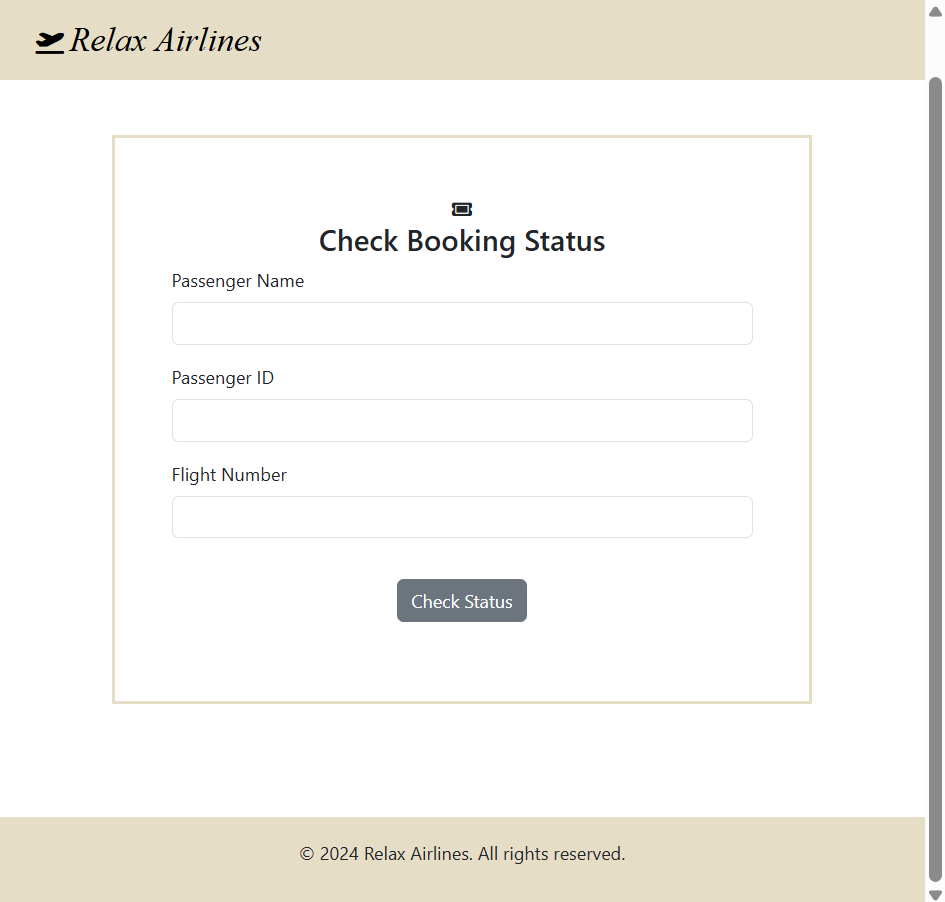 Relax Airlines
Check Booking Status
Passenger Name
Passenger ID
Flight Number
Check Status
© 2024 Relax Airlines. All rights reserved.